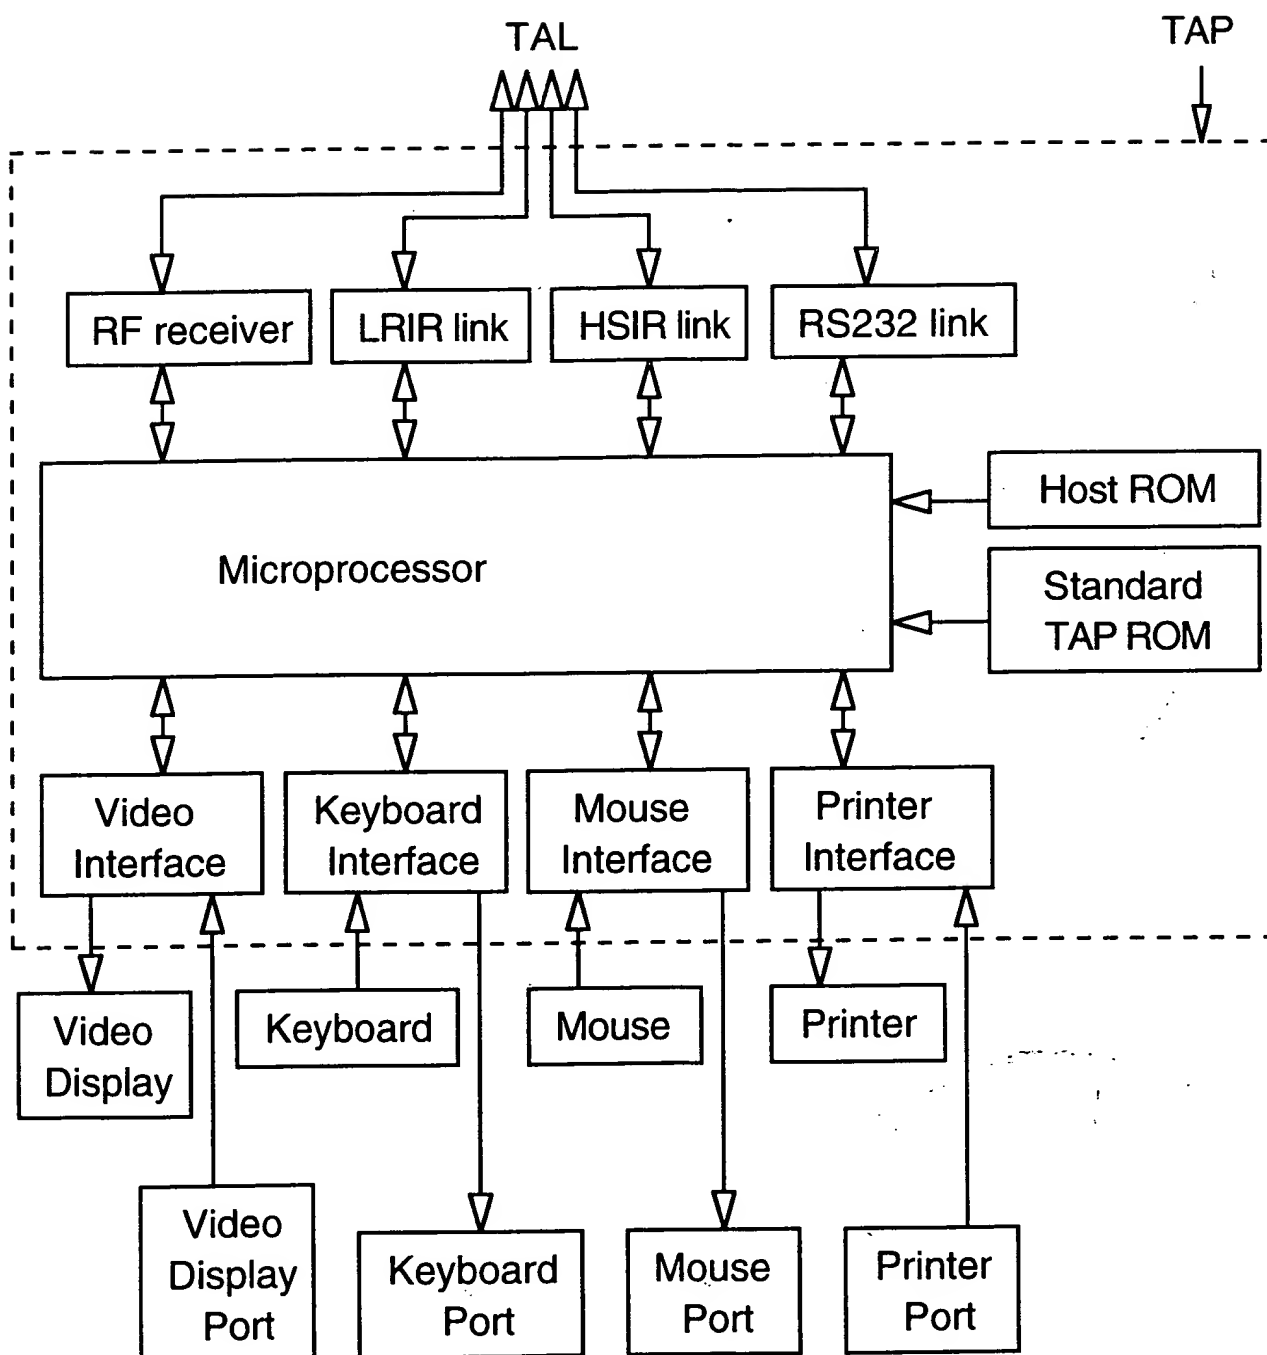 TAL
TAP
RF receiver
LRIR link
HSIR link
RS232 link
Host ROM
Microprocessor
Standard
TAP ROM
Video
Interface
Keyboard
Interface
Mouse
Interface
Printer
Interface
Video
Display
Keyboard
Mouse
Printer
Video
Display
Port
Keyboard
Port
Mouse
Port
Printer
Port